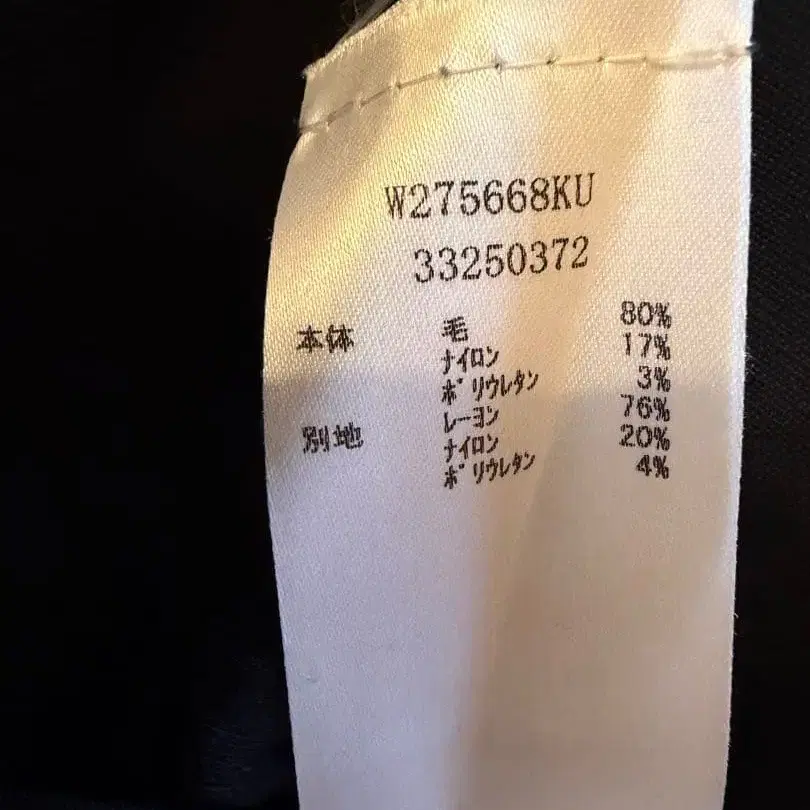 W275668KU
33250372
本体 毛 80%
ﾅｲﾛﾝ 17%
ﾎﾟﾘｳﾚﾀﾝ 3%
別地 ﾚｰﾖﾝ 76%
ﾅｲﾛﾝ 20%
ﾎﾟﾘｳﾚﾀﾝ 4%